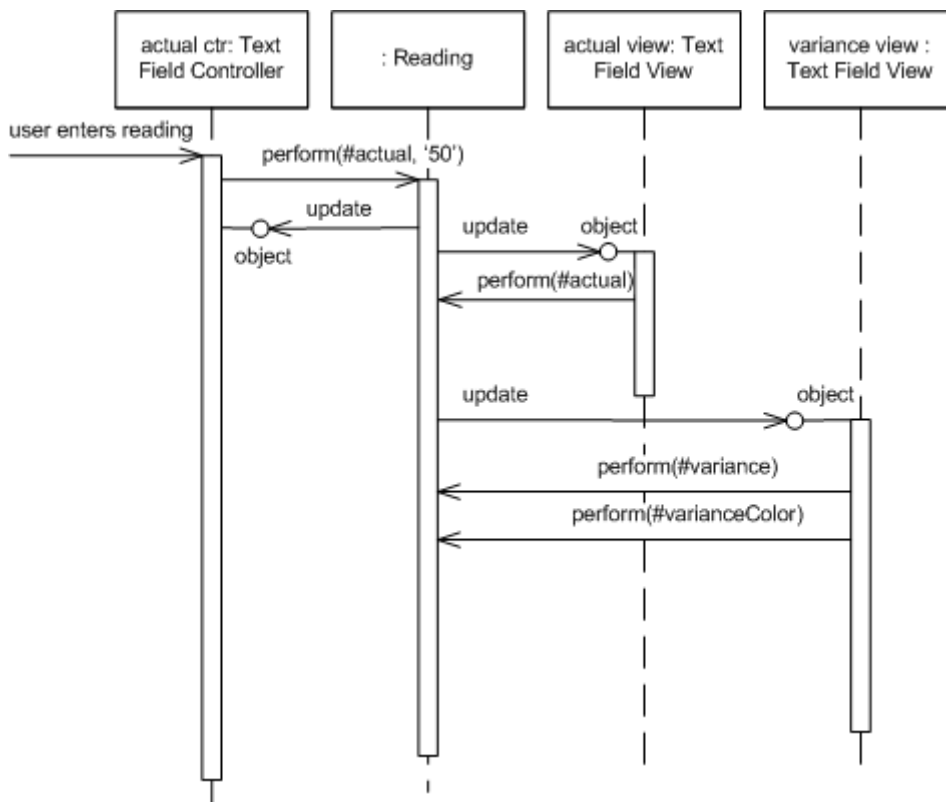 actual ctr: Text
Field Controller
: Reading
actual view: Text
Field View
variance view :
Text Field View
user enters reading
perform(#actual, ‘50’)
update
object
update
object
perform(#actual)
update
object
perform(#variance)
perform(#varianceColor)